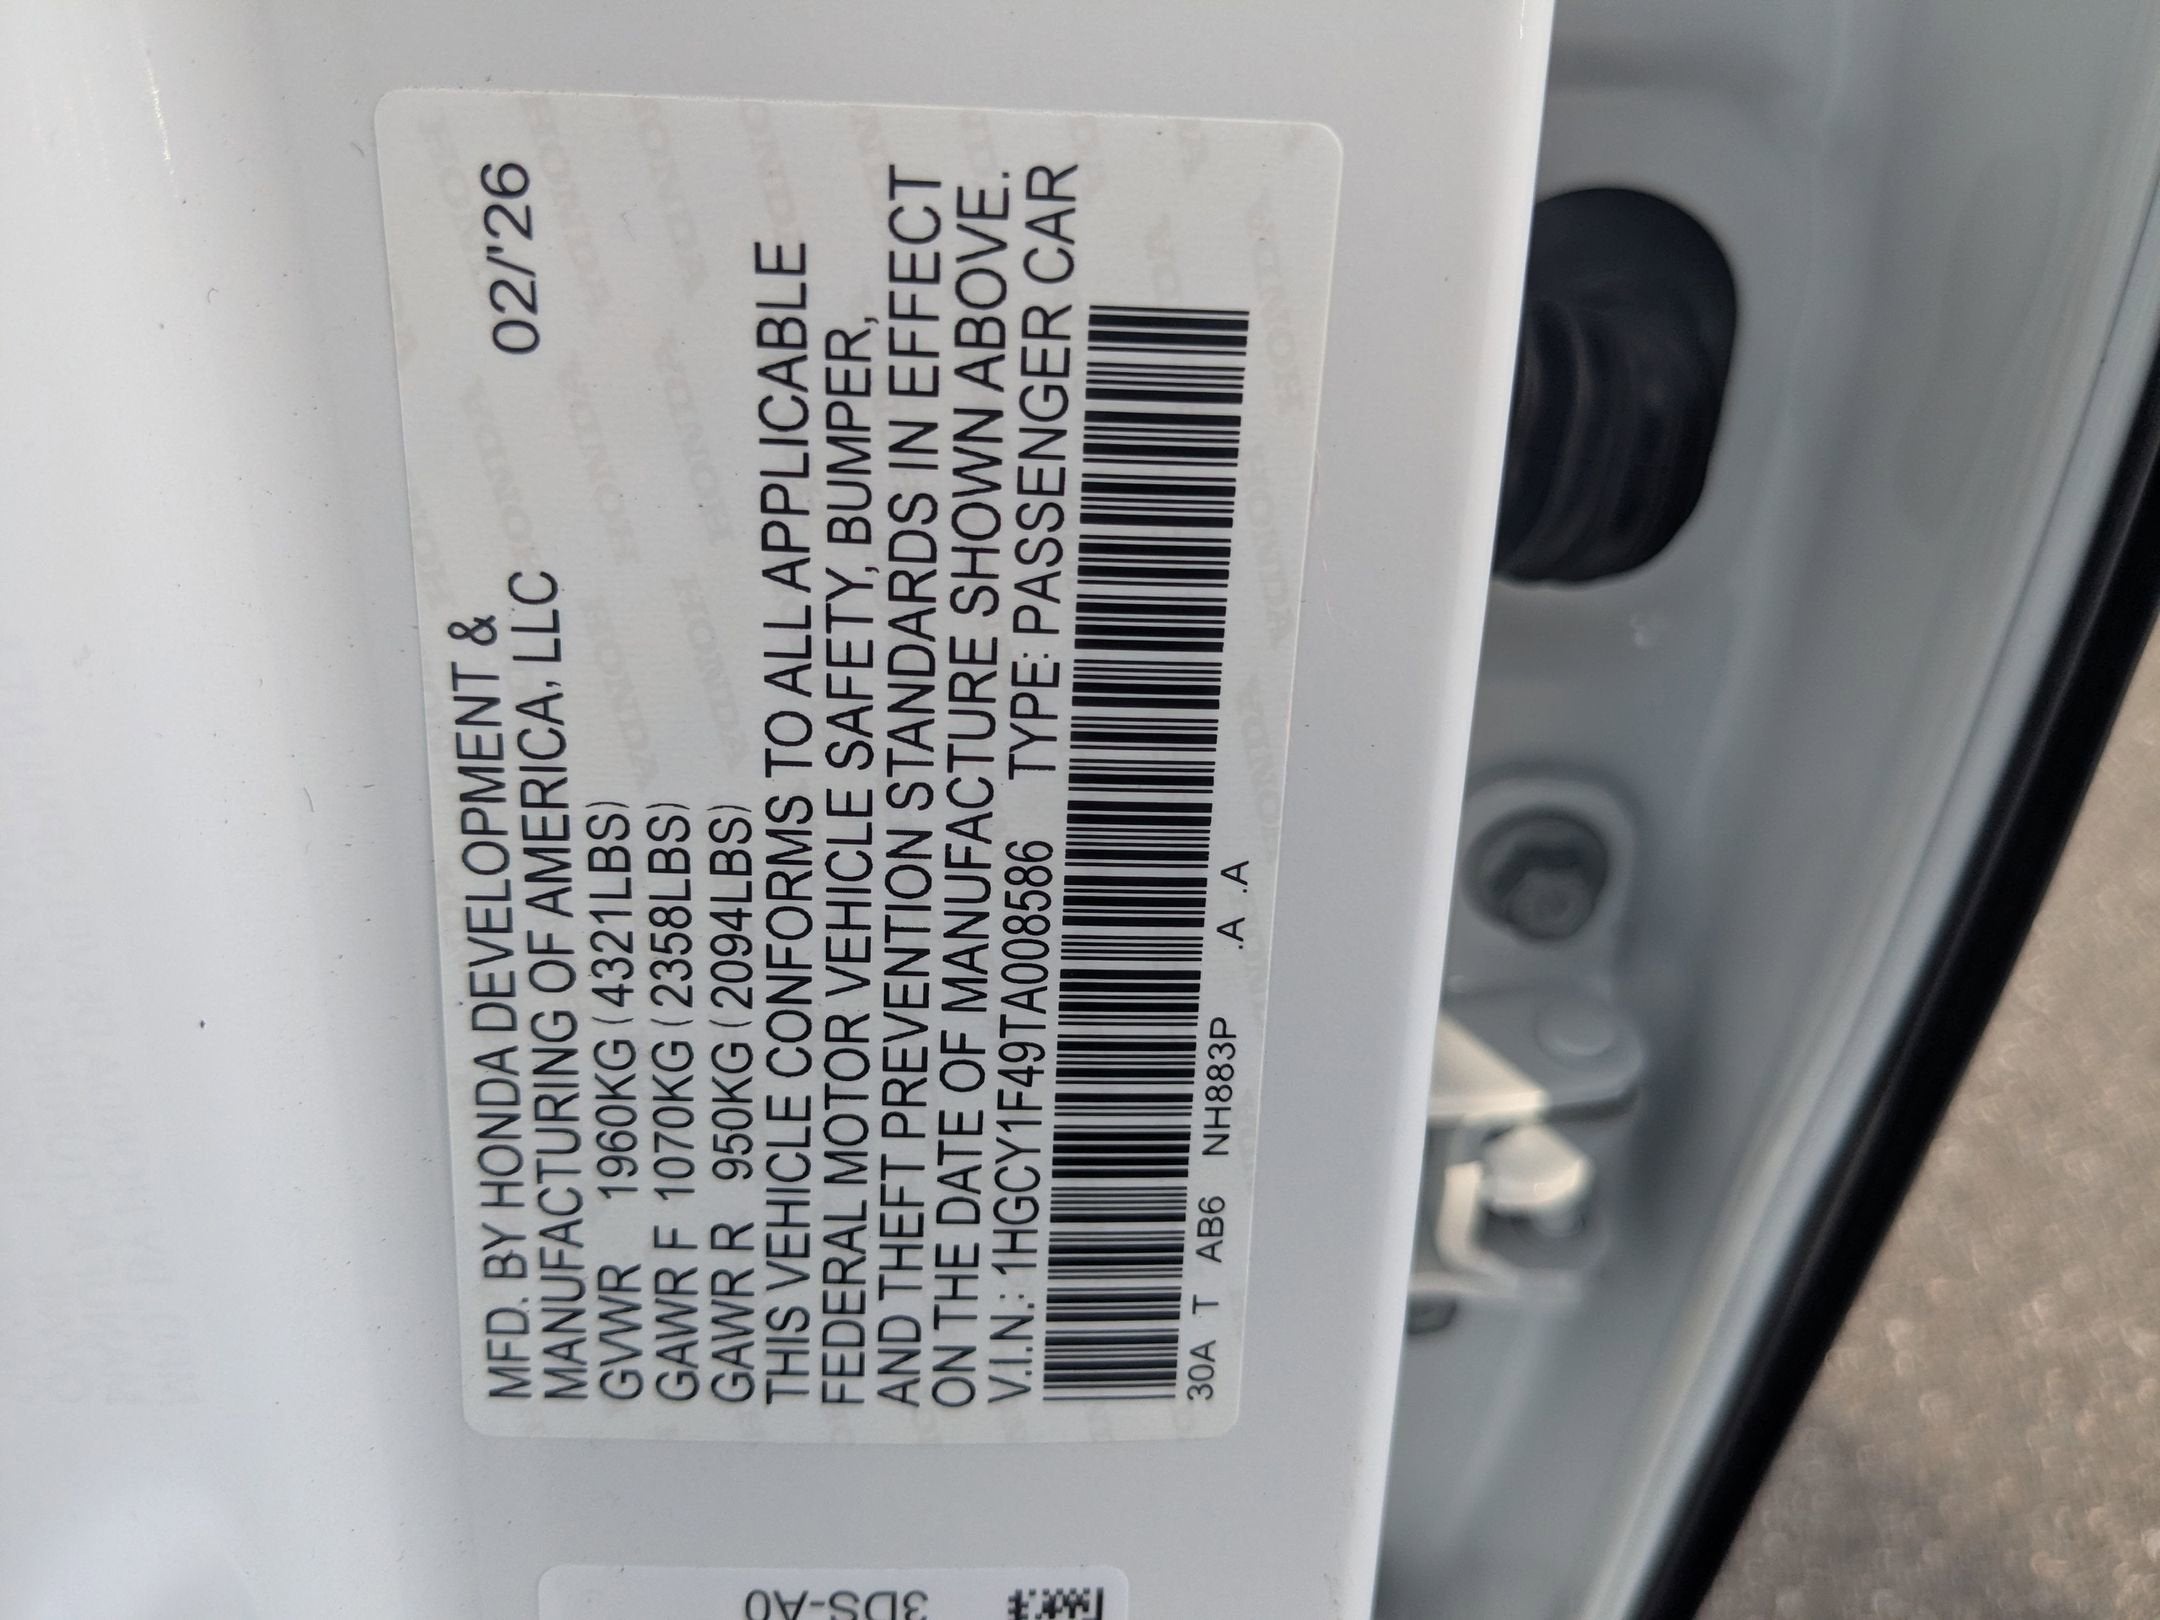 MFD. BY HONDA DEVELOPMENT & 02/'26
MANUFACTURING OF AMERICA, LLC
GVWR 1960KG (4321LBS)
GAWR F 1070KG (2358LBS)
GAWR R 950KG (2094LBS)
THIS VEHICLE CONFORMS TO ALL APPLICABLE
FEDERAL MOTOR VEHICLE SAFETY, BUMPER,
AND THEFT PREVENTION STANDARDS IN EFFECT
ON THE DATE OF MANUFACTURE SHOWN ABOVE.
V.I.N.: 1HGCY1F49TA008586 TYPE: PASSENGER CAR
30A T AB6 NH883P .A .A
HONDA
3DS-A0